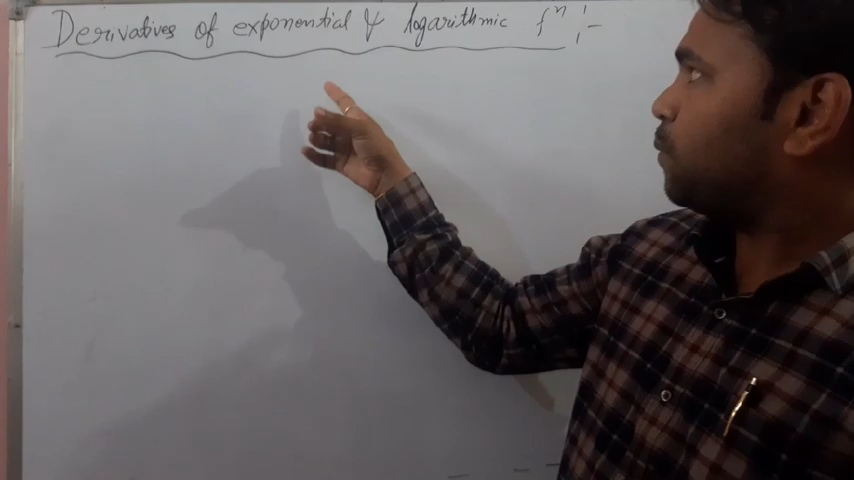 Derivatives of exponential & logarithmic fⁿ :-